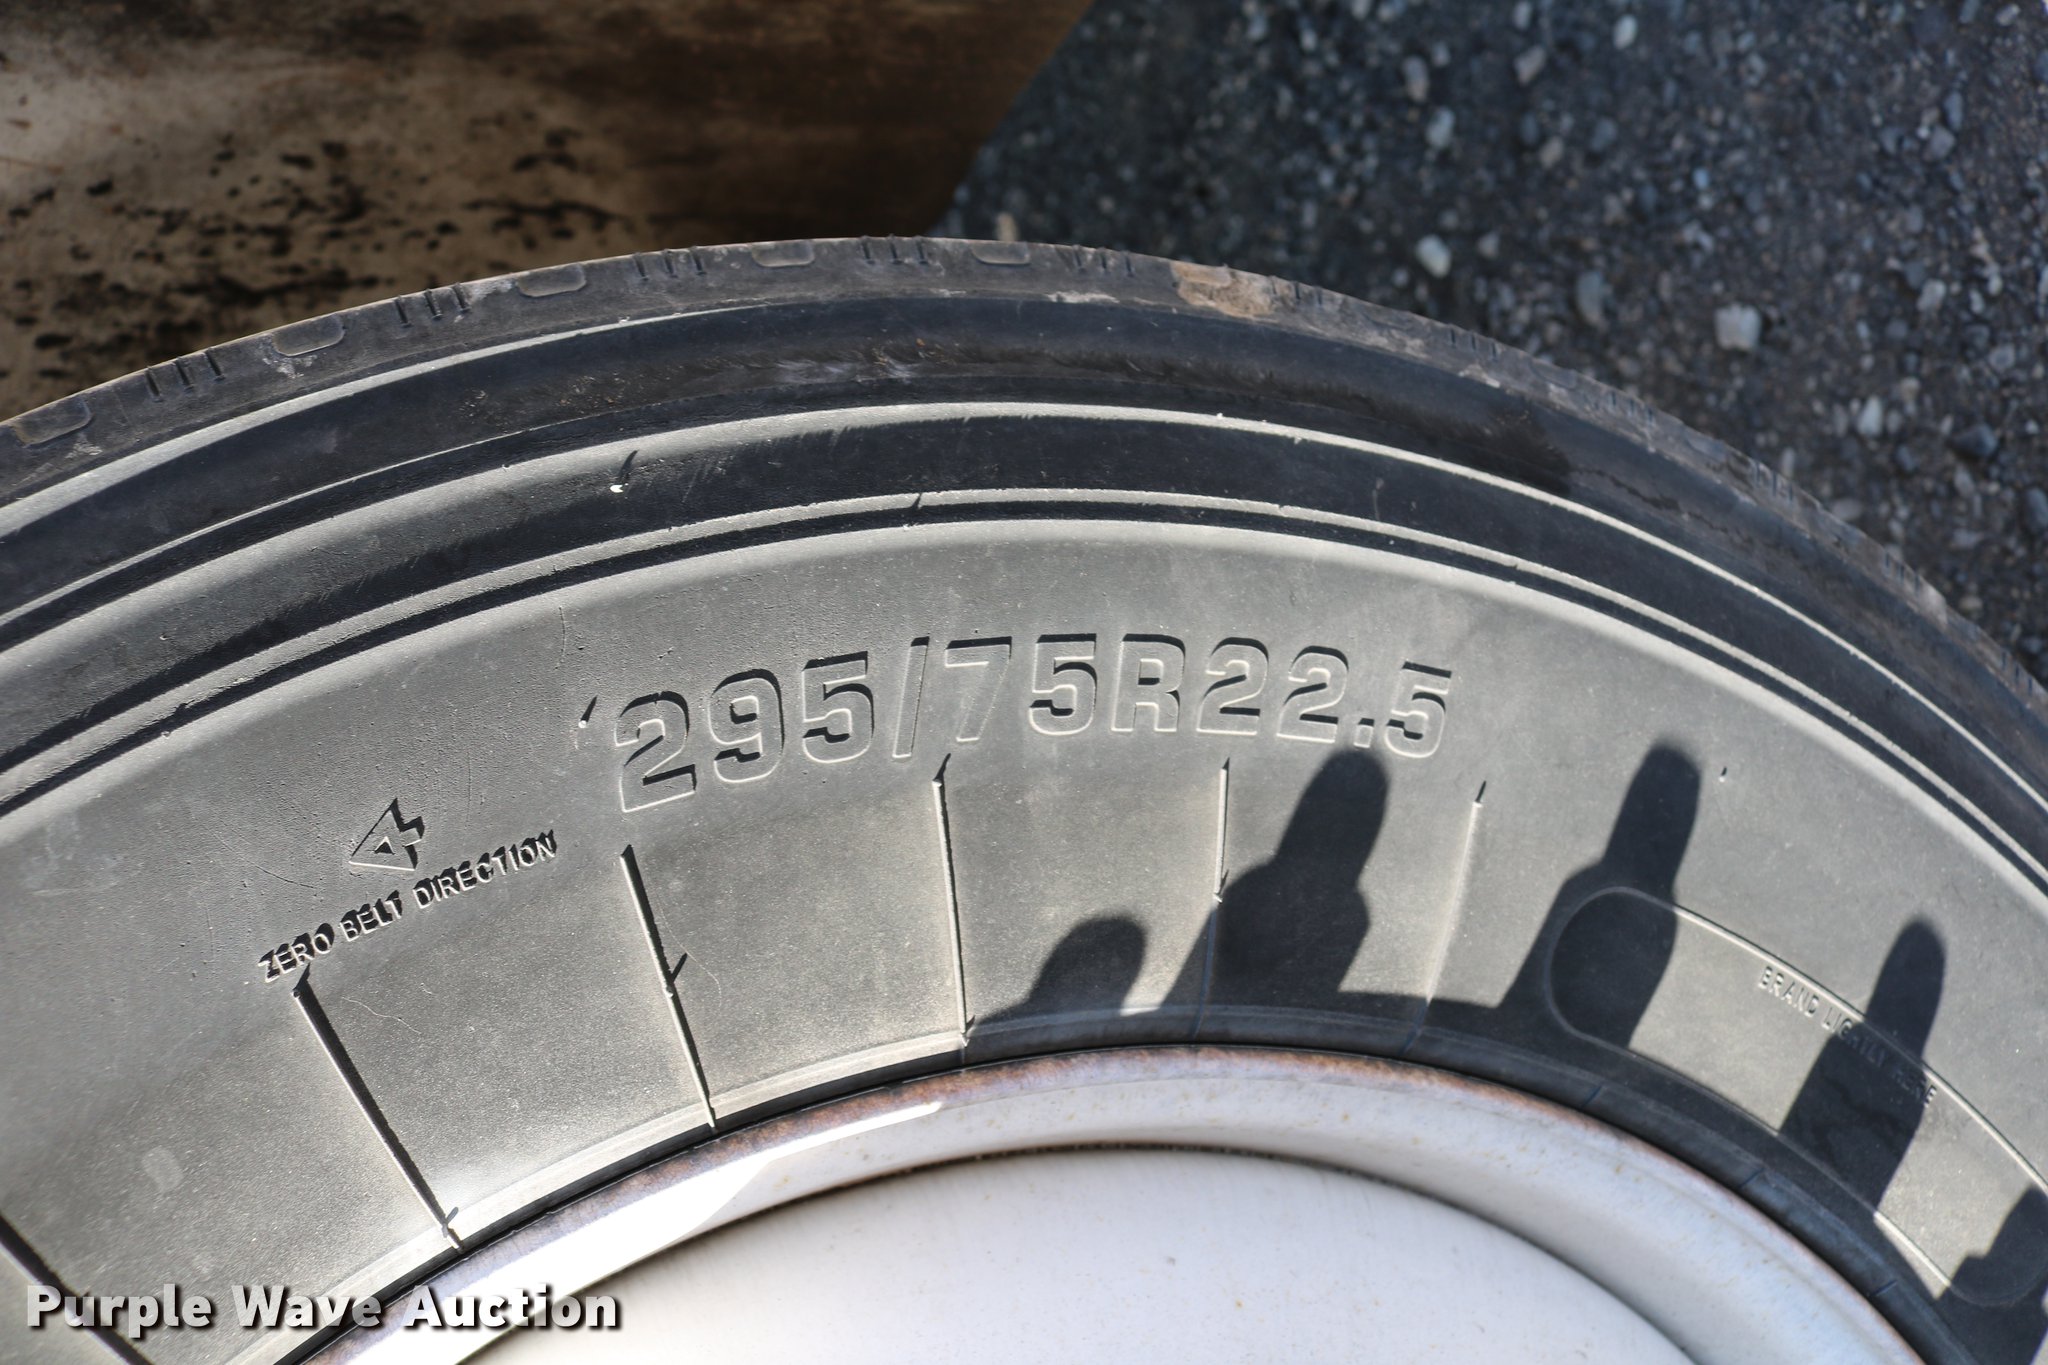 295/75R22.5
ZERO BELT DIRECTION
BRAND LIGHTLY HERE
Purple Wave Auction